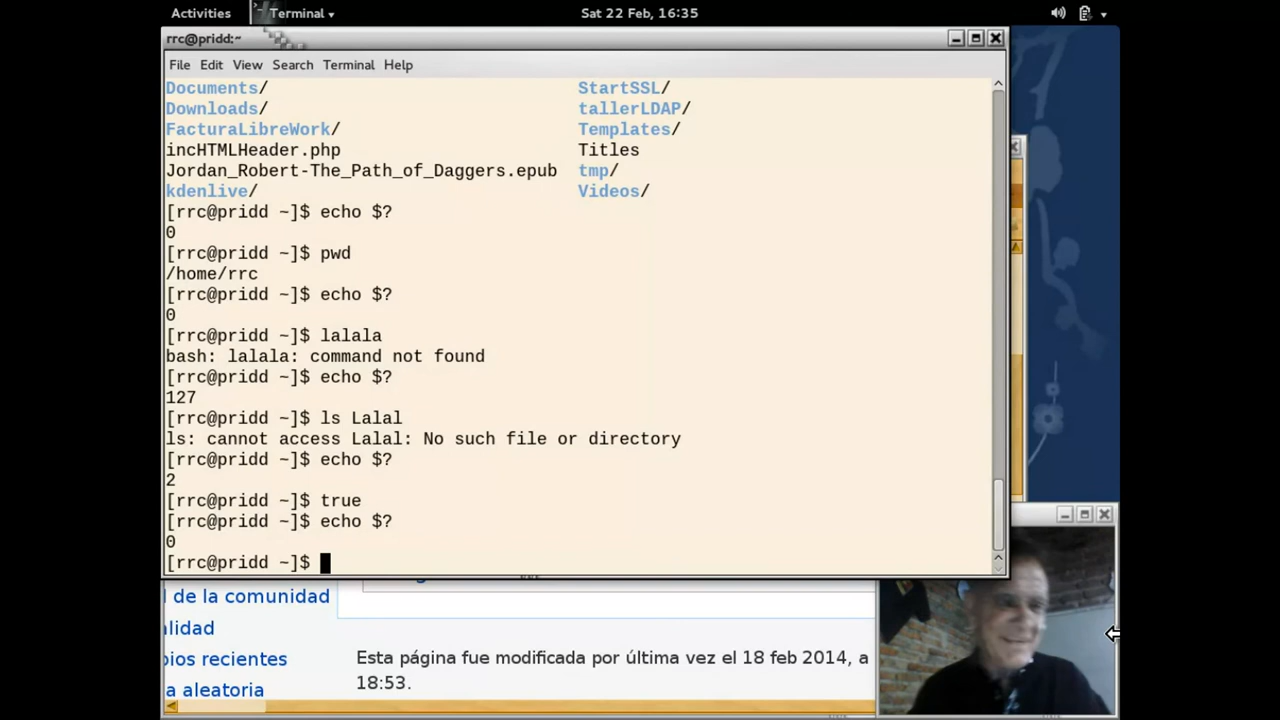 Activities Terminal Sat 22 Feb, 16:35
rrc@pridd:~
File Edit View Search Terminal Help
Documents/ StartSSL/
Downloads/ tallerLDAP/
FacturaLibreWork/ Templates/
incHTMLHeader.php Titles
Jordan_Robert-The_Path_of_Daggers.epub tmp/
kdenlive/ Videos/
[rrc@pridd ~]$ echo $?
0
[rrc@pridd ~]$ pwd
/home/rrc
[rrc@pridd ~]$ echo $?
0
[rrc@pridd ~]$ lalala
bash: lalala: command not found
[rrc@pridd ~]$ echo $?
127
[rrc@pridd ~]$ ls Lalal
ls: cannot access Lalal: No such file or directory
[rrc@pridd ~]$ echo $?
2
[rrc@pridd ~]$ true
[rrc@pridd ~]$ echo $?
0
[rrc@pridd ~]$
l de la comunidad
lidad
bios recientes
a aleatoria
Esta página fue modificada por última vez el 18 feb 2014, a
18:53.